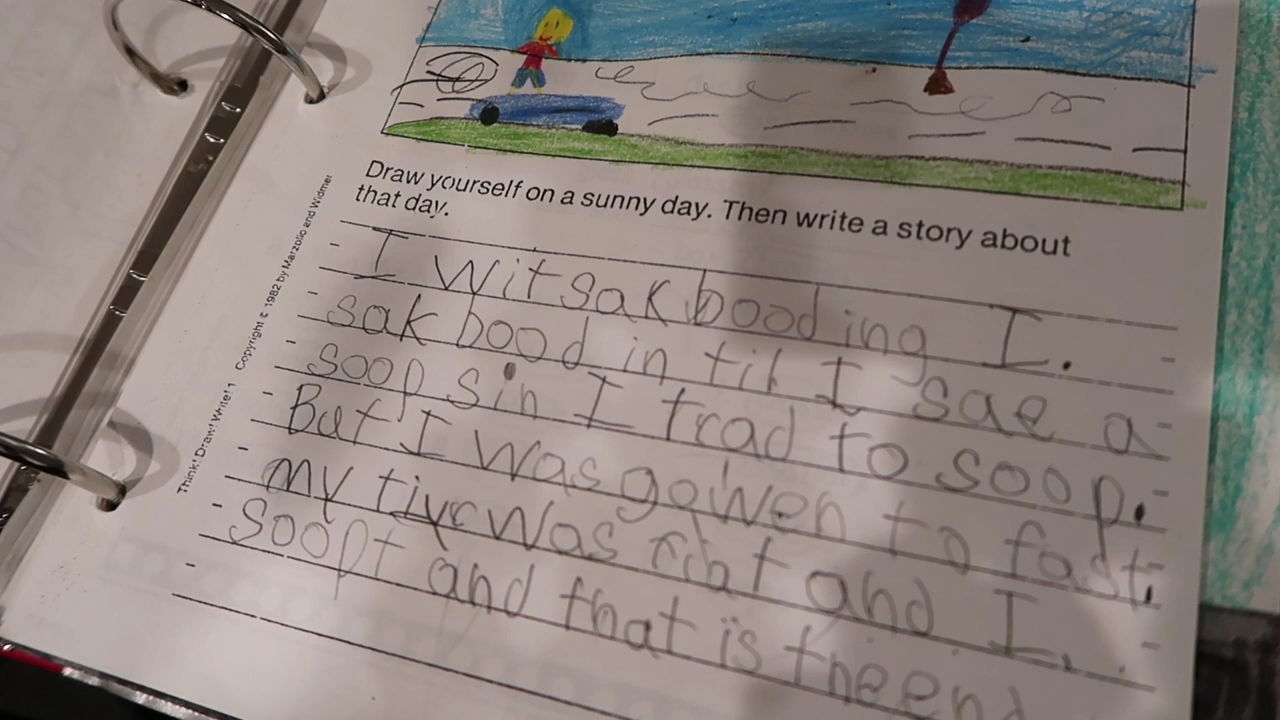 Draw yourself on a sunny day. Then write a story about
that day.
I wit sak booding I.
sak bood in til I sae a
soop sin I trad to soop.
But I was gowen to fast.
my tiyr was riat and I.
soopt and that is the end
Think! Draw! Write! 1 Copyright © 1982 by Marzollo and Widmer